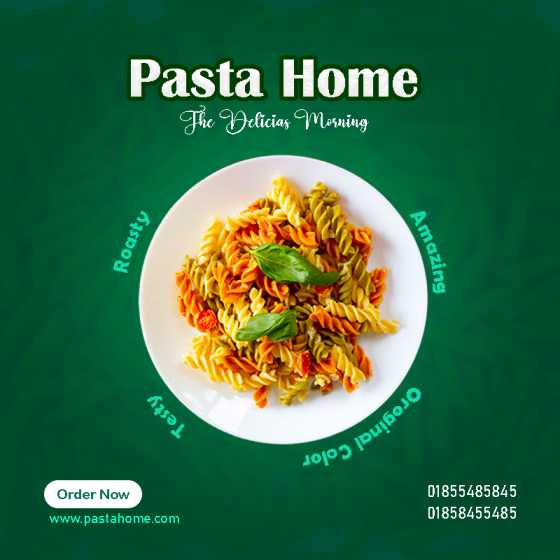 Pasta Home
The Delicias Morning
Roasty
Amazing
Testy
Oroginal Color
Order Now
www.pastahome.com
01855485845
01858455485